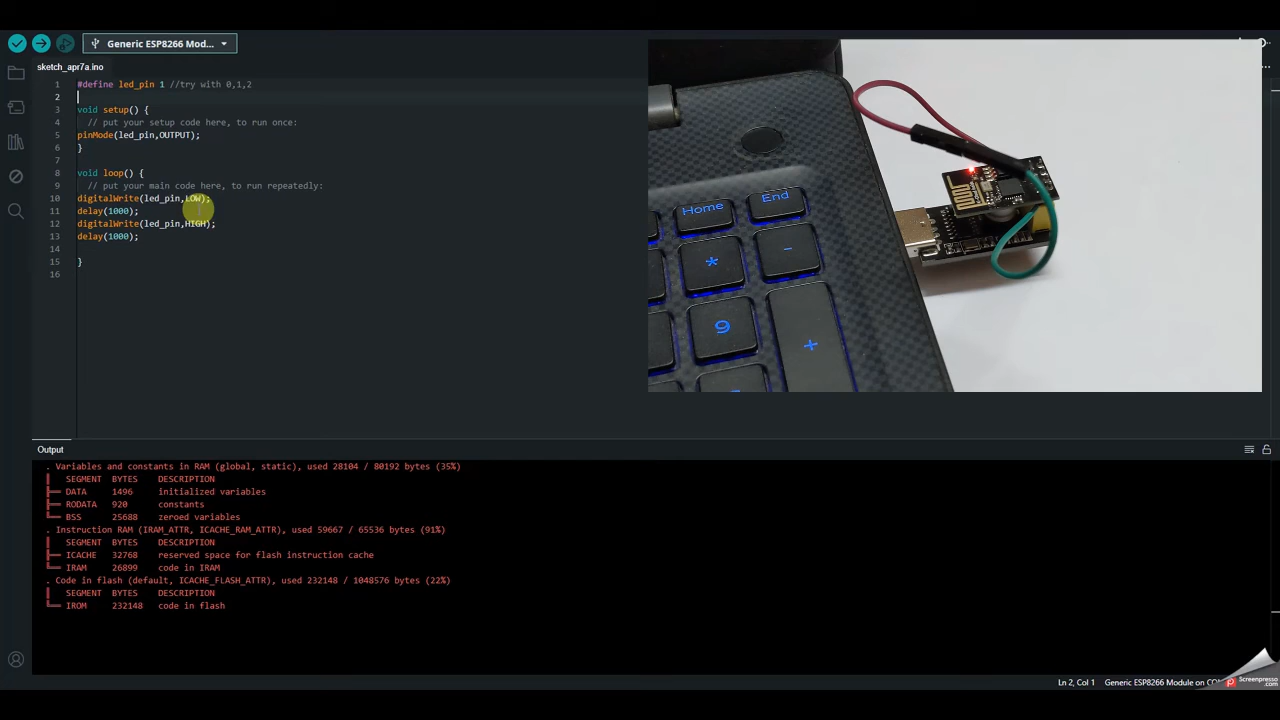 Generic ESP8266 Mod...
sketch_apr7a.ino
1 #define led_pin 1 //try with 0,1,2
2
3 void setup() {
4 // put your setup code here, to run once:
5 pinMode(led_pin,OUTPUT);
6 }
7
8 void loop() {
9 // put your main code here, to run repeatedly:
10 digitalWrite(led_pin,LOW);
11 delay(1000);
12 digitalWrite(led_pin,HIGH);
13 delay(1000);
14
15 }
16
Home
End
*
-
9
+
Output
. Variables and constants in RAM (global, static), used 28104 / 80192 bytes (35%)
║ SEGMENT BYTES DESCRIPTION
╠══ DATA 1496 initialized variables
╠══ RODATA 920 constants
╚══ BSS 25688 zeroed variables
. Instruction RAM (IRAM_ATTR, ICACHE_RAM_ATTR), used 59667 / 65536 bytes (91%)
║ SEGMENT BYTES DESCRIPTION
╠══ ICACHE 32768 reserved space for flash instruction cache
╚══ IRAM 26899 code in IRAM
. Code in flash (default, ICACHE_FLASH_ATTR), used 232148 / 1048576 bytes (22%)
║ SEGMENT BYTES DESCRIPTION
╚══ IROM 232148 code in flash
Ln 2, Col 1 Generic ESP8266 Module on
Screenpresso
.com